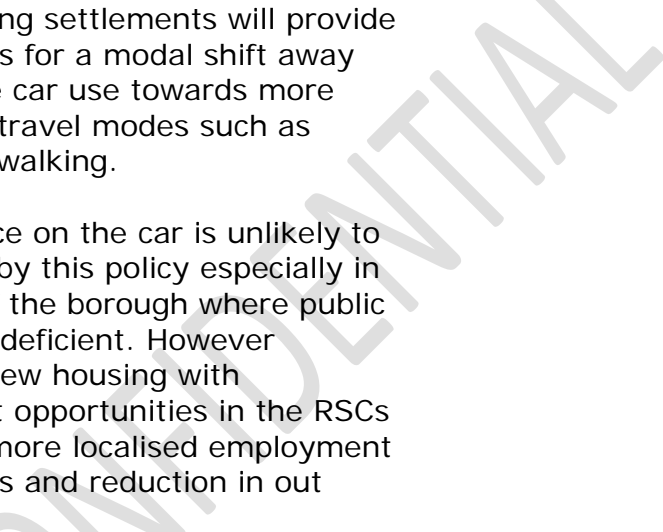 ng settlements will provide
s for a modal shift away
e car use towards more
travel modes such as
walking.
ce on the car is unlikely to
by this policy especially in
the borough where public
deficient. However
ew housing with
t opportunities in the RSCs
more localised employment
s and reduction in out
CONFIDENTIAL